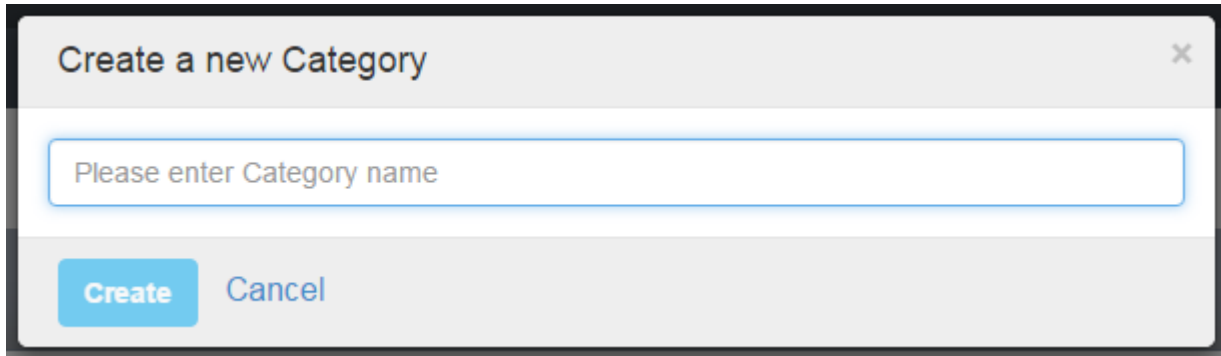 Create a new Category ×
Please enter Category name
Create Cancel